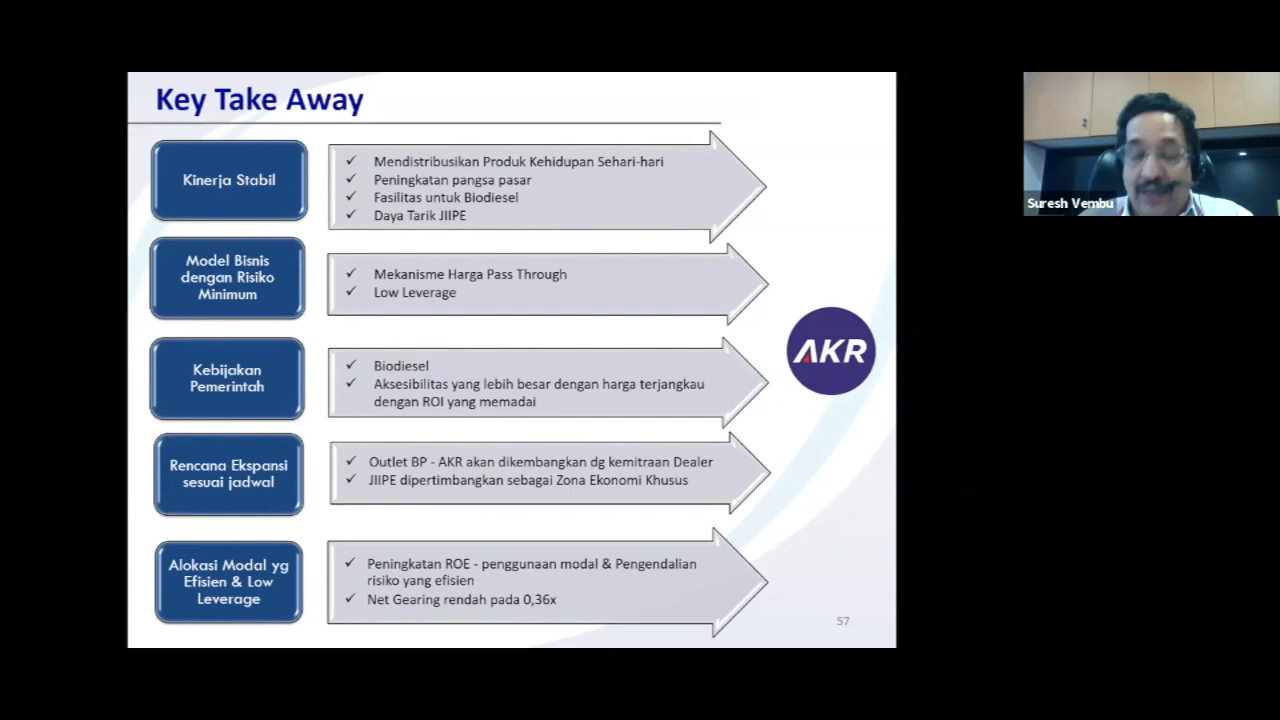 Key Take Away
Kinerja Stabil
✓ Mendistribusikan Produk Kehidupan Sehari-hari
✓ Peningkatan pangsa pasar
✓ Fasilitas untuk Biodiesel
✓ Daya Tarik JIIPE
Model Bisnis
dengan Risiko
Minimum
✓ Mekanisme Harga Pass Through
✓ Low Leverage
Kebijakan
Pemerintah
✓ Biodiesel
✓ Aksesibilitas yang lebih besar dengan harga terjangkau
dengan ROI yang memadai
Rencana Ekspansi
sesuai jadwal
✓ Outlet BP - AKR akan dikembangkan dg kemitraan Dealer
✓ JIIPE dipertimbangkan sebagai Zona Ekonomi Khusus
Alokasi Modal yg
Efisien & Low
Leverage
✓ Peningkatan ROE - penggunaan modal & Pengendalian
risiko yang efisien
✓ Net Gearing rendah pada 0,36x
AKR
57
Suresh Vembu